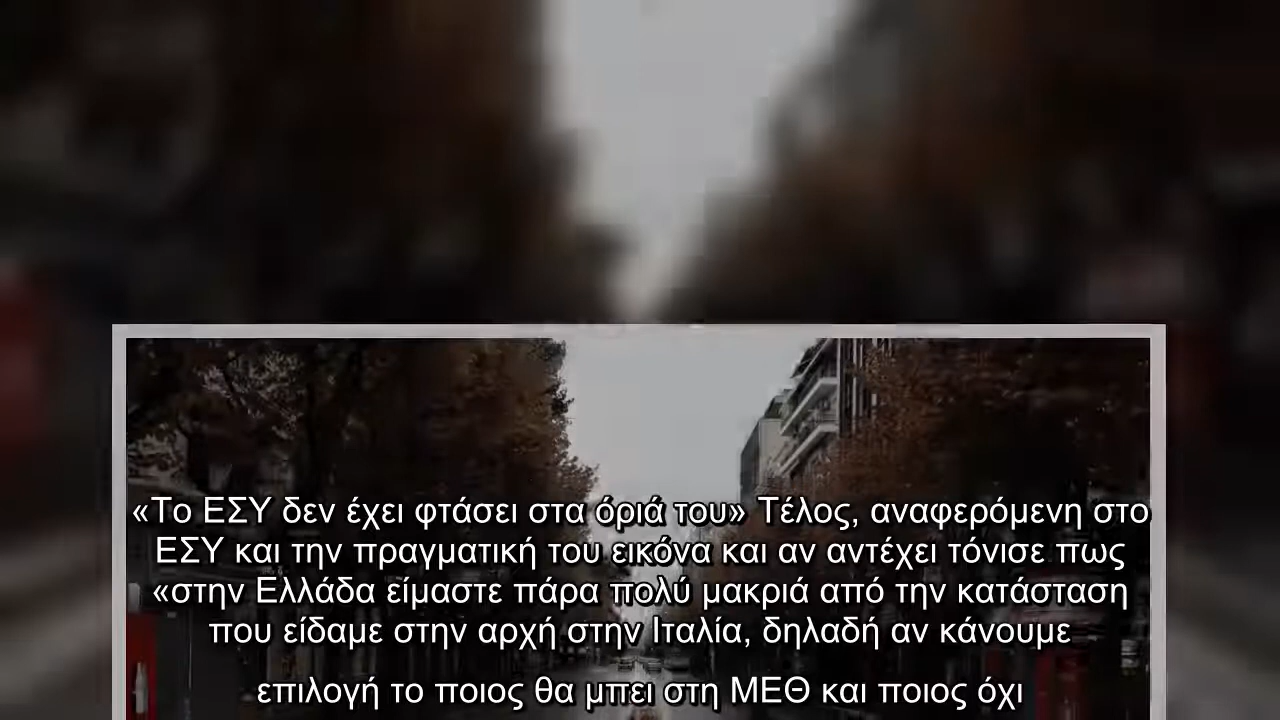 «Το ΕΣΥ δεν έχει φτάσει στα όριά του» Τέλος, αναφερόμενη στο
ΕΣΥ και την πραγματική του εικόνα και αν αντέχει τόνισε πως
«στην Ελλάδα είμαστε πάρα πολύ μακριά από την κατάσταση
που είδαμε στην αρχή στην Ιταλία, δηλαδή αν κάνουμε
επιλογή το ποιος θα μπει στη ΜΕΘ και ποιος όχι